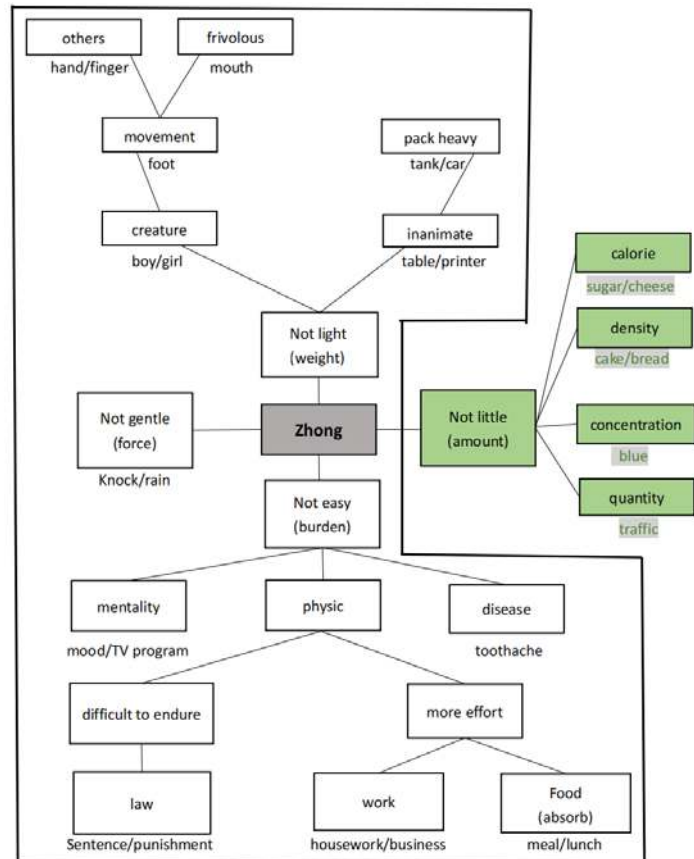 others
frivolous
hand/finger
mouth
movement
foot
pack heavy
tank/car
creature
boy/girl
inanimate
table/printer
calorie
sugar/cheese
density
cake/bread
Not light
(weight)
Not gentle
(force)
Knock/rain
Zhong
Not little
(amount)
concentration
blue
quantity
traffic
Not easy
(burden)
mentality
mood/TV program
physic
disease
toothache
difficult to endure
more effort
law
Sentence/punishment
work
housework/business
Food
(absorb)
meal/lunch